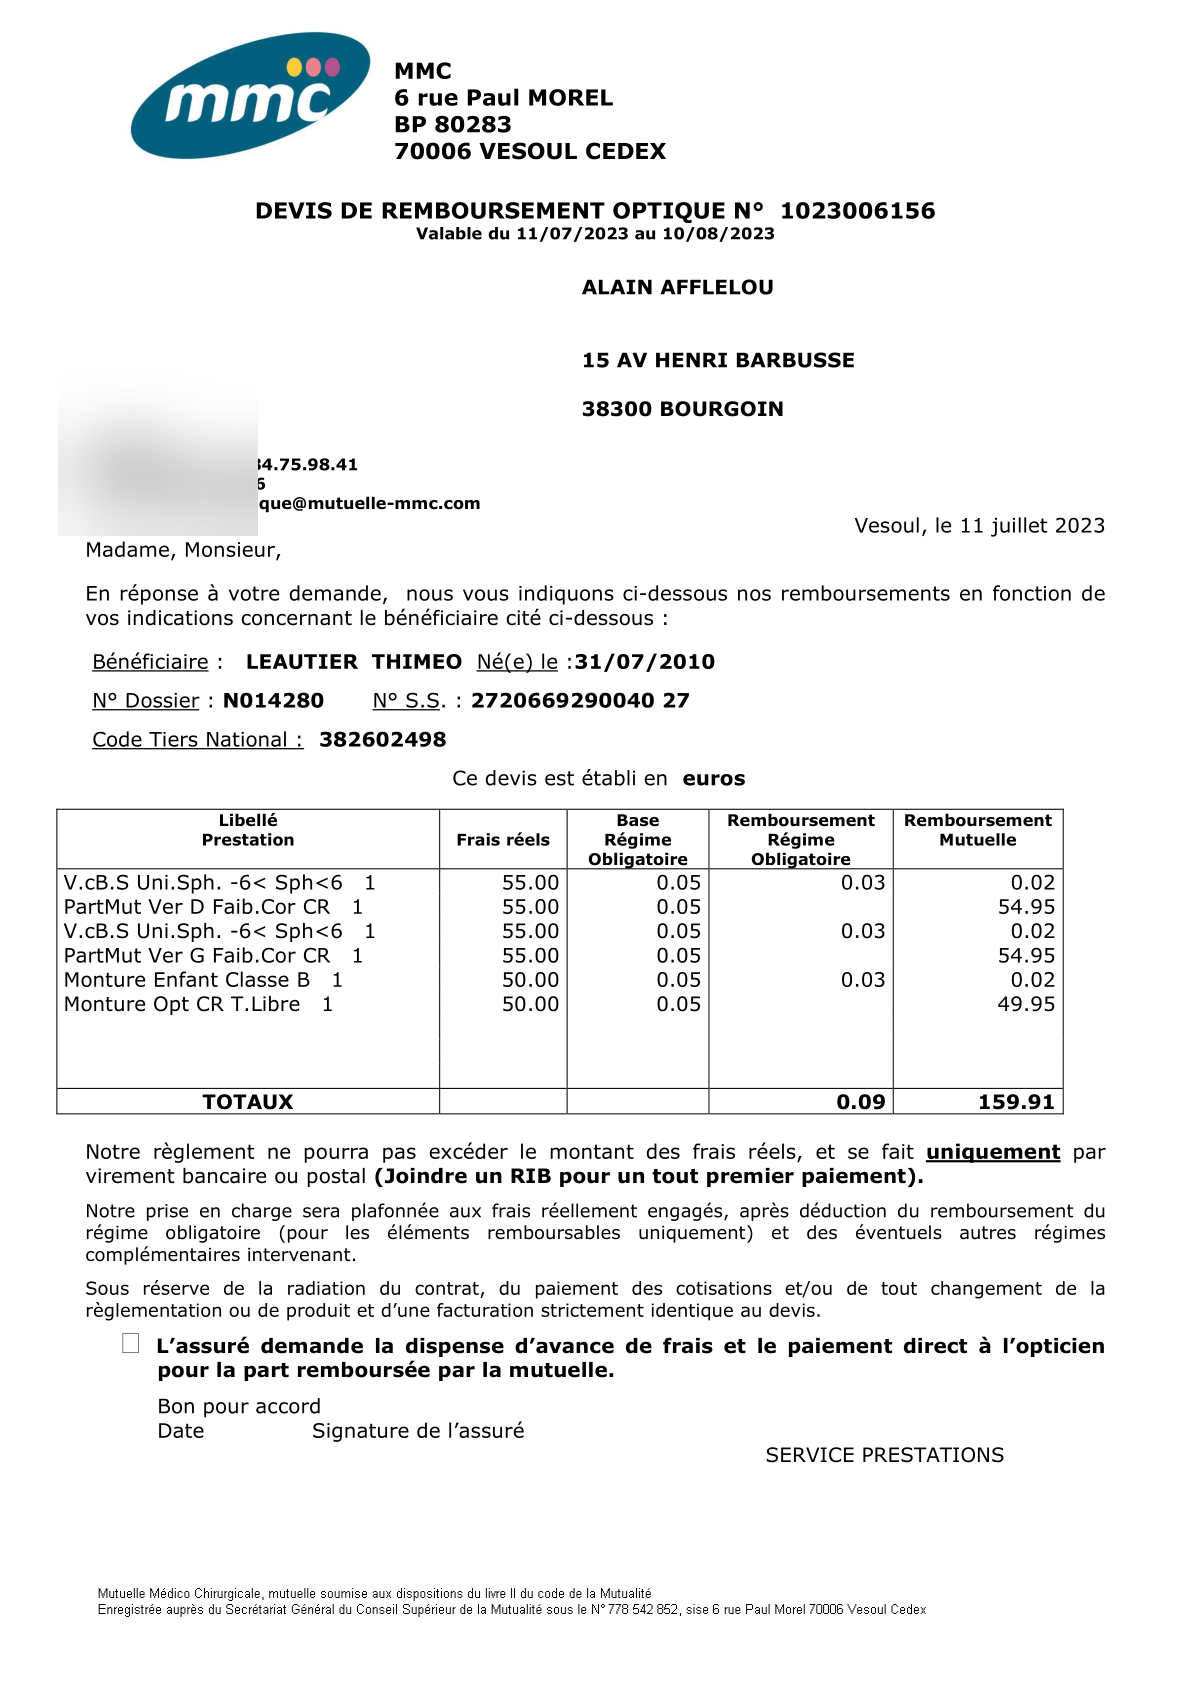 mmc
MMC
6 rue Paul MOREL
BP 80283
70006 VESOUL CEDEX
DEVIS DE REMBOURSEMENT OPTIQUE N° 1023006156
Valable du 11/07/2023 au 10/08/2023
ALAIN AFFLELOU
15 AV HENRI BARBUSSE
38300 BOURGOIN
84.75.98.41
6
que@mutuelle-mmc.com
Vesoul, le 11 juillet 2023
Madame, Monsieur,
En réponse à votre demande, nous vous indiquons ci-dessous nos remboursements en fonction de
vos indications concernant le bénéficiaire cité ci-dessous :
Bénéficiaire : LEAUTIER THIMEO Né(e) le :31/07/2010
N° Dossier : N014280 N° S.S. : 2720669290040 27
Code Tiers National : 382602498
Ce devis est établi en euros
Libellé Prestation Frais réels Base Régime Obligatoire Remboursement Régime Obligatoire Remboursement Mutuelle
V.cB.S Uni.Sph. -6< Sph<6 1 55.00 0.05 0.03 0.02
PartMut Ver D Faib.Cor CR 1 55.00 0.05 54.95
V.cB.S Uni.Sph. -6< Sph<6 1 55.00 0.05 0.03 0.02
PartMut Ver G Faib.Cor CR 1 55.00 0.05 54.95
Monture Enfant Classe B 1 50.00 0.05 0.03 0.02
Monture Opt CR T.Libre 1 50.00 0.05 49.95
TOTAUX 0.09 159.91
Notre règlement ne pourra pas excéder le montant des frais réels, et se fait uniquement par
virement bancaire ou postal (Joindre un RIB pour un tout premier paiement).
Notre prise en charge sera plafonnée aux frais réellement engagés, après déduction du remboursement du
régime obligatoire (pour les éléments remboursables uniquement) et des éventuels autres régimes
complémentaires intervenant.
Sous réserve de la radiation du contrat, du paiement des cotisations et/ou de tout changement de la
règlementation ou de produit et d’une facturation strictement identique au devis.
L’assuré demande la dispense d’avance de frais et le paiement direct à l’opticien
pour la part remboursée par la mutuelle.
Bon pour accord
Date Signature de l’assuré
SERVICE PRESTATIONS
Mutuelle Médico Chirurgicale, mutuelle soumise aux dispositions du livre II du code de la Mutualité
Enregistrée auprès du Secrétariat Général du Conseil Supérieur de la Mutualité sous le N° 778 542 852, sise 6 rue Paul Morel 70006 Vesoul Cedex